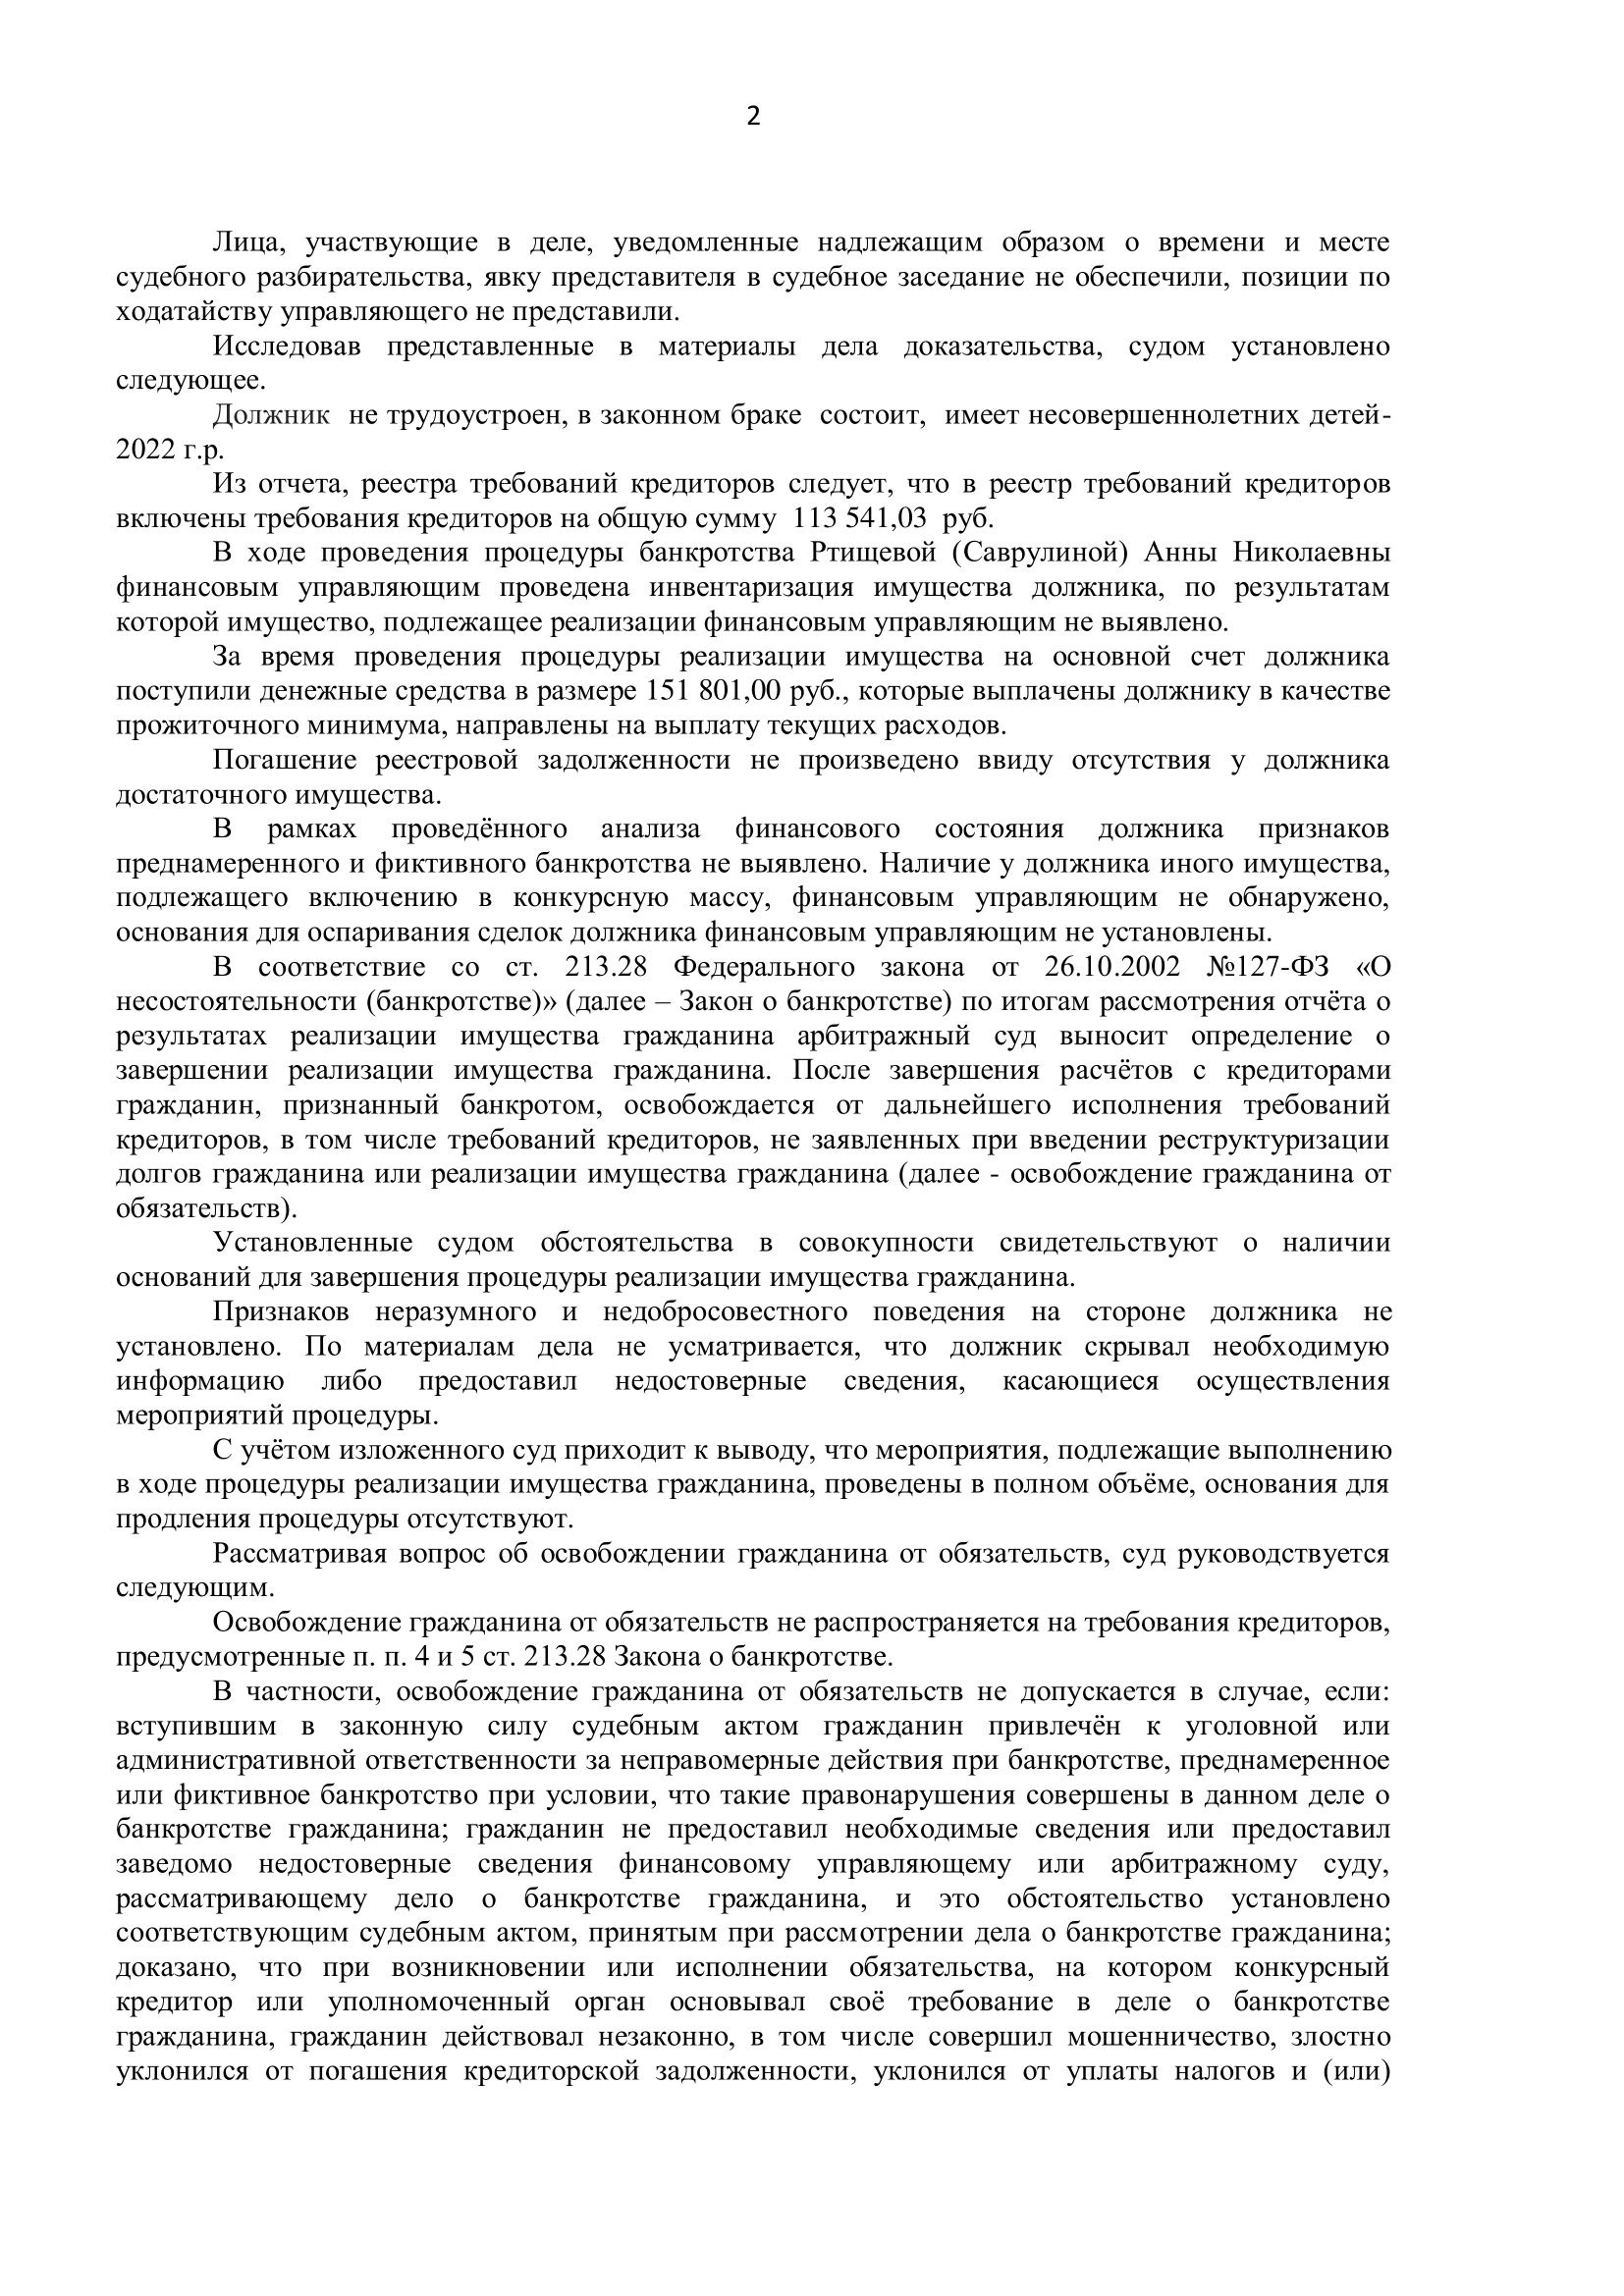 2
Лица, участвующие в деле, уведомленные надлежащим образом о времени и месте
судебного разбирательства, явку представителя в судебное заседание не обеспечили, позиции по
ходатайству управляющего не представили.
Исследовав представленные в материалы дела доказательства, судом установлено
следующее.
Должник не трудоустроен, в законном браке состоит, имеет несовершеннолетних детей-
2022 г.р.
Из отчета, реестра требований кредиторов следует, что в реестр требований кредиторов
включены требования кредиторов на общую сумму 113 541,03 руб.
В ходе проведения процедуры банкротства Ртищевой (Саврулиной) Анны Николаевны
финансовым управляющим проведена инвентаризация имущества должника, по результатам
которой имущество, подлежащее реализации финансовым управляющим не выявлено.
За время проведения процедуры реализации имущества на основной счет должника
поступили денежные средства в размере 151 801,00 руб., которые выплачены должнику в качестве
прожиточного минимума, направлены на выплату текущих расходов.
Погашение реестровой задолженности не произведено ввиду отсутствия у должника
достаточного имущества.
В рамках проведённого анализа финансового состояния должника признаков
преднамеренного и фиктивного банкротства не выявлено. Наличие у должника иного имущества,
подлежащего включению в конкурсную массу, финансовым управляющим не обнаружено,
основания для оспаривания сделок должника финансовым управляющим не установлены.
В соответствие со ст. 213.28 Федерального закона от 26.10.2002 №127-ФЗ «О
несостоятельности (банкротстве)» (далее – Закон о банкротстве) по итогам рассмотрения отчёта о
результатах реализации имущества гражданина арбитражный суд выносит определение о
завершении реализации имущества гражданина. После завершения расчётов с кредиторами
гражданин, признанный банкротом, освобождается от дальнейшего исполнения требований
кредиторов, в том числе требований кредиторов, не заявленных при введении реструктуризации
долгов гражданина или реализации имущества гражданина (далее - освобождение гражданина от
обязательств).
Установленные судом обстоятельства в совокупности свидетельствуют о наличии
оснований для завершения процедуры реализации имущества гражданина.
Признаков неразумного и недобросовестного поведения на стороне должника не
установлено. По материалам дела не усматривается, что должник скрывал необходимую
информацию либо предоставил недостоверные сведения, касающиеся осуществления
мероприятий процедуры.
С учётом изложенного суд приходит к выводу, что мероприятия, подлежащие выполнению
в ходе процедуры реализации имущества гражданина, проведены в полном объёме, основания для
продления процедуры отсутствуют.
Рассматривая вопрос об освобождении гражданина от обязательств, суд руководствуется
следующим.
Освобождение гражданина от обязательств не распространяется на требования кредиторов,
предусмотренные п. п. 4 и 5 ст. 213.28 Закона о банкротстве.
В частности, освобождение гражданина от обязательств не допускается в случае, если:
вступившим в законную силу судебным актом гражданин привлечён к уголовной или
административной ответственности за неправомерные действия при банкротстве, преднамеренное
или фиктивное банкротство при условии, что такие правонарушения совершены в данном деле о
банкротстве гражданина; гражданин не предоставил необходимые сведения или предоставил
заведомо недостоверные сведения финансовому управляющему или арбитражному суду,
рассматривающему дело о банкротстве гражданина, и это обстоятельство установлено
соответствующим судебным актом, принятым при рассмотрении дела о банкротстве гражданина;
доказано, что при возникновении или исполнении обязательства, на котором конкурсный
кредитор или уполномоченный орган основывал своё требование в деле о банкротстве
гражданина, гражданин действовал незаконно, в том числе совершил мошенничество, злостно
уклонился от погашения кредиторской задолженности, уклонился от уплаты налогов и (или)